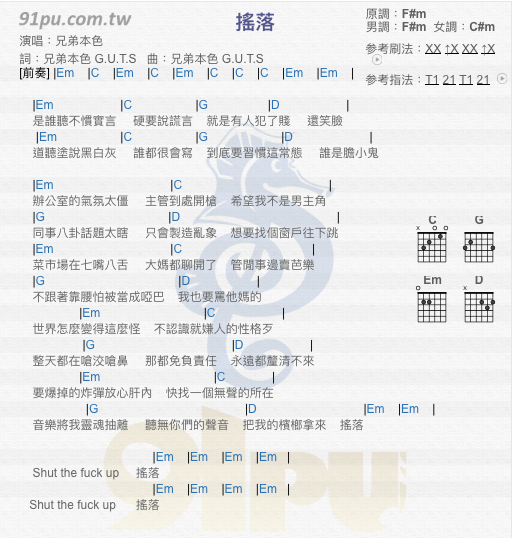 91pu.com.tw
搖落
原調：F#m
男調：F#m 女調：C#m
演唱：兄弟本色
詞：兄弟本色 G.U.T.S 曲：兄弟本色 G.U.T.S
參考刷法：XX ↑X XX ↑X
參考指法：T1 21 T1 21
[前奏] |Em |C |Em |C |Em |C |C |C |Em |Em |
|Em |C |G |D |
是誰聽不慣實言 硬要說謊言 就是有人犯了賤 還笑臉
|Em |C |G |D |
道聽塗說黑白灰 誰都很會寫 到底要習慣這常態 誰是膽小鬼
|Em |C |
辦公室的氣氛太僵 主管到處開槍 希望我不是男主角
|G |D |
同事八卦話題太瞎 只會製造亂象 想要找個窗戶往下跳
|Em |C |
菜市場在七嘴八舌 大媽都聊開了 管閒事邊賣芭樂
|G |D |
不跟著靠腰怕被當成啞巴 我也要罵他媽的
|Em |C |
世界怎麼變得這麼怪 不認識就嫌人的性格歹
|G |D |
整天都在嗆洨嗆鼻 那都免負責任 永遠都釐清不來
|Em |C |
要爆掉的炸彈放心肝內 快找一個無聲的所在
|G |D |Em |Em |
音樂將我靈魂抽離 聽無你們的聲音 把我的檳榔拿來 搖落
|Em |Em |Em |Em |
Shut the fuck up 搖落
|Em |Em |Em |Em |
Shut the fuck up 搖落
C G
x o o
Em D
o x
91pu